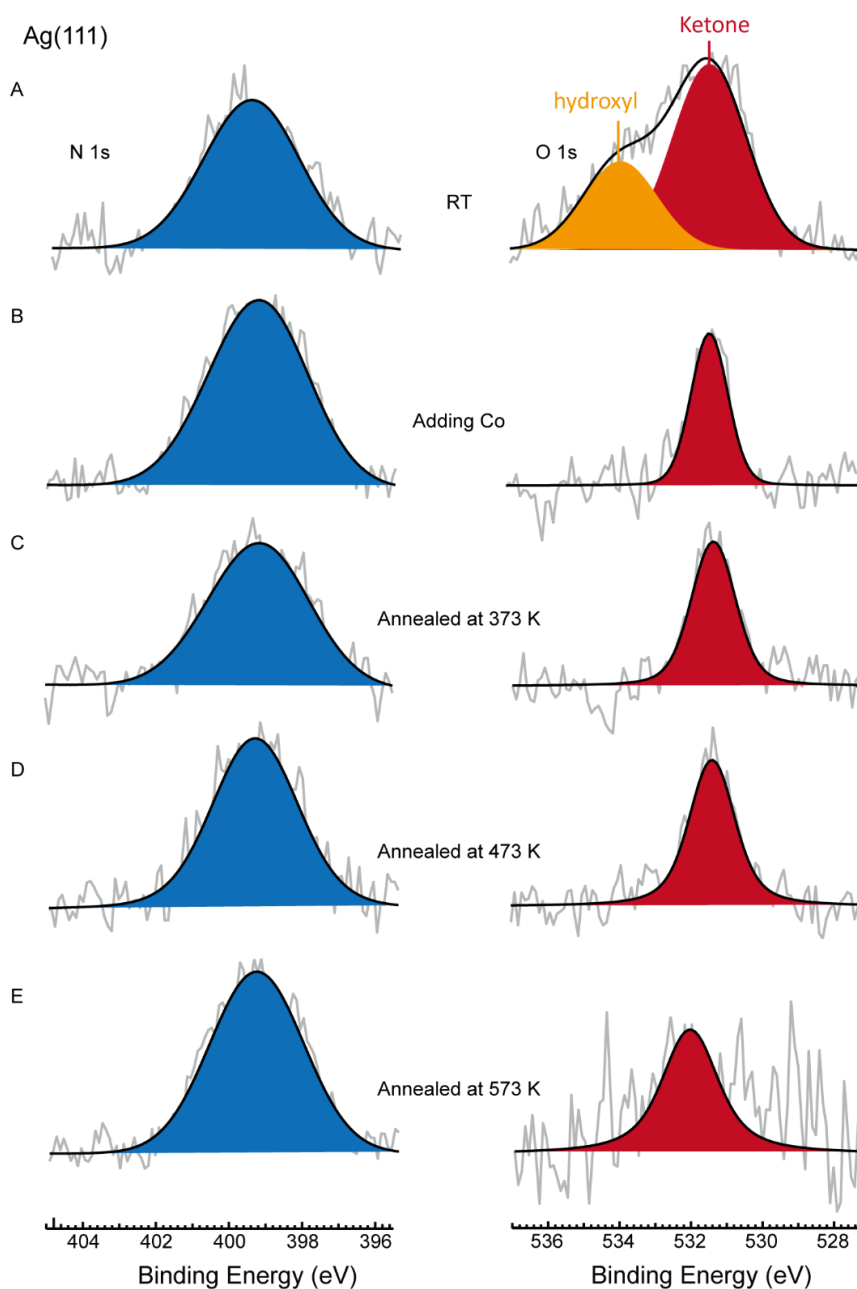 Ag(111)
Ketone
A
hydroxyl
N 1s
O 1s
RT
B
Adding Co
C
Annealed at 373 K
D
Annealed at 473 K
E
Annealed at 573 K
404 402 400 398 396
536 534 532 530 528
Binding Energy (eV)
Binding Energy (eV)